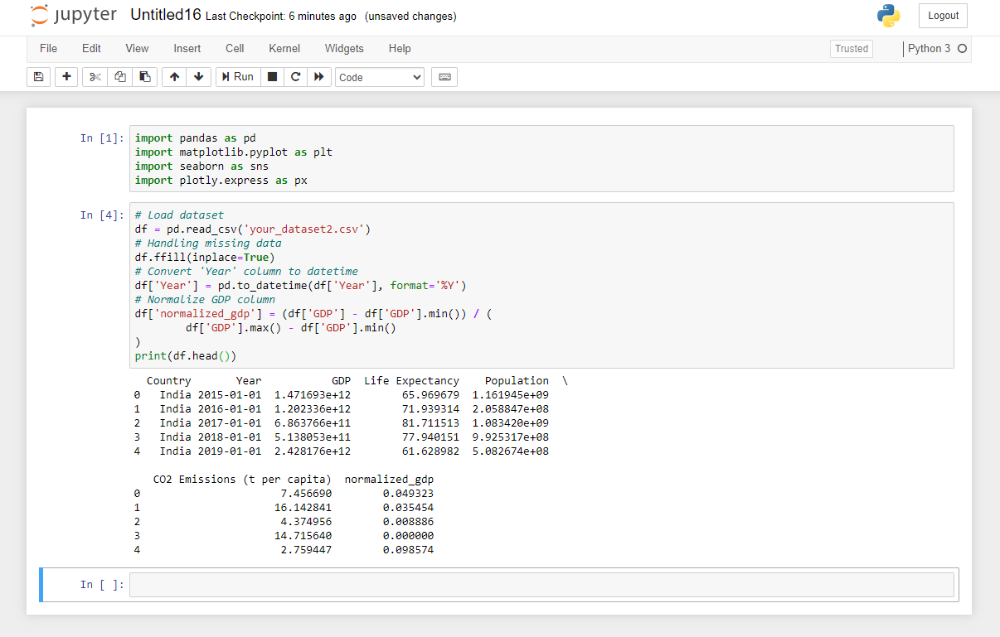 jupyter Untitled16 Last Checkpoint: 6 minutes ago (unsaved changes) Logout
File Edit View Insert Cell Kernel Widgets Help Trusted Python 3
Run Code
In [1]: import pandas as pd
import matplotlib.pyplot as plt
import seaborn as sns
import plotly.express as px
In [4]: # Load dataset
df = pd.read_csv('your_dataset2.csv')
# Handling missing data
df.ffill(inplace=True)
# Convert 'Year' column to datetime
df['Year'] = pd.to_datetime(df['Year'], format='%Y')
# Normalize GDP column
df['normalized_gdp'] = (df['GDP'] - df['GDP'].min()) / (
        df['GDP'].max() - df['GDP'].min()
)
print(df.head())
  Country       Year           GDP  Life Expectancy    Population  \
0   India 2015-01-01  1.471693e+12        65.969679  1.161945e+09
1   India 2016-01-01  1.202336e+12        71.939314  2.058847e+08
2   India 2017-01-01  6.863766e+11        81.711513  1.083420e+09
3   India 2018-01-01  5.138053e+11        77.940151  9.925317e+08
4   India 2019-01-01  2.428176e+12        61.628982  5.082674e+08
   CO2 Emissions (t per capita)  normalized_gdp
0                      7.456690        0.049323
1                     16.142841        0.035454
2                      4.374956        0.008886
3                     14.715640        0.000000
4                      2.759447        0.098574
In [ ]: